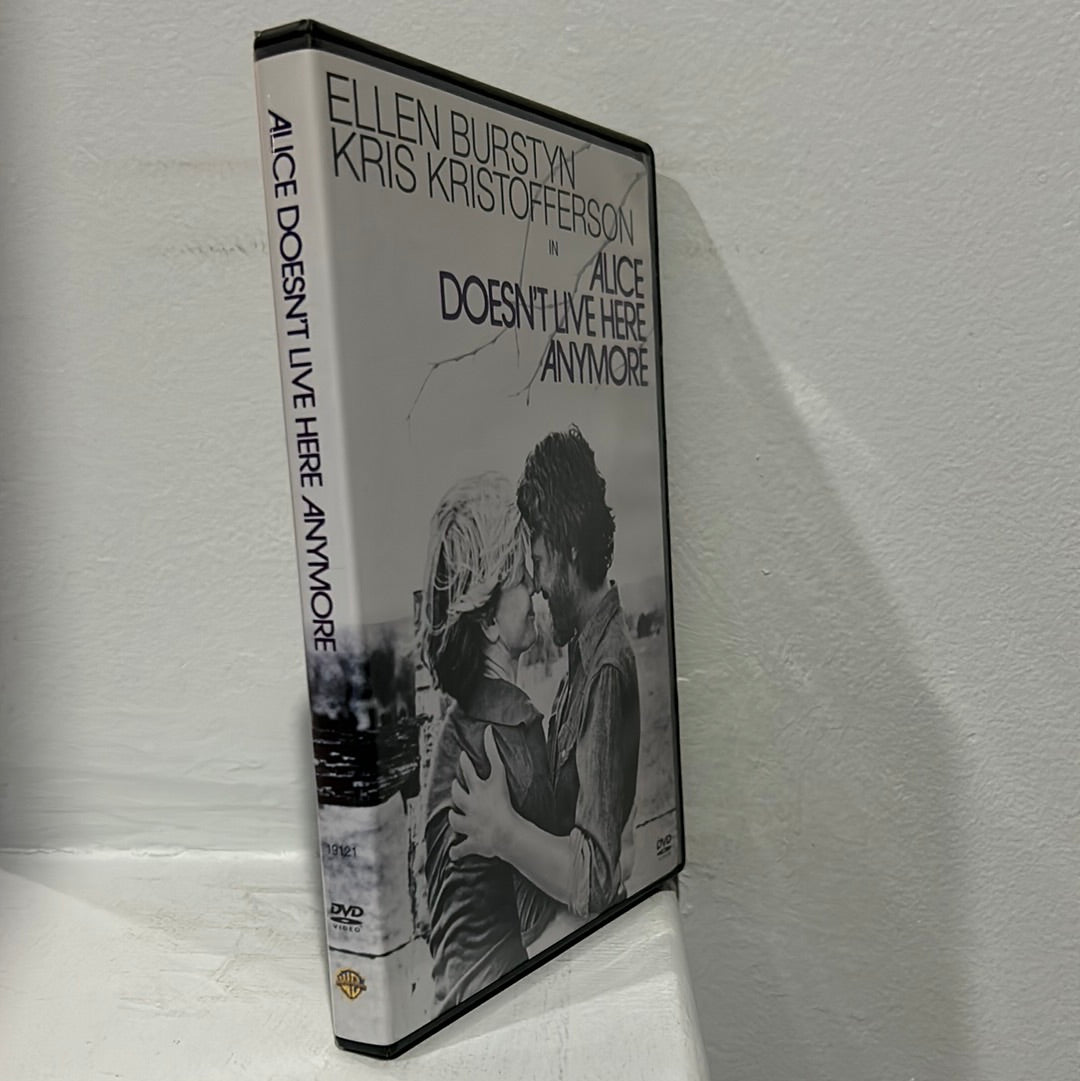 ELLEN BURSTYN
KRIS KRISTOFFERSON
IN
ALICE
DOESN'T LIVE HERE
ANYMORE
DVD
ALICE DOESN'T LIVE HERE ANYMORE
19121
DVD
VIDEO